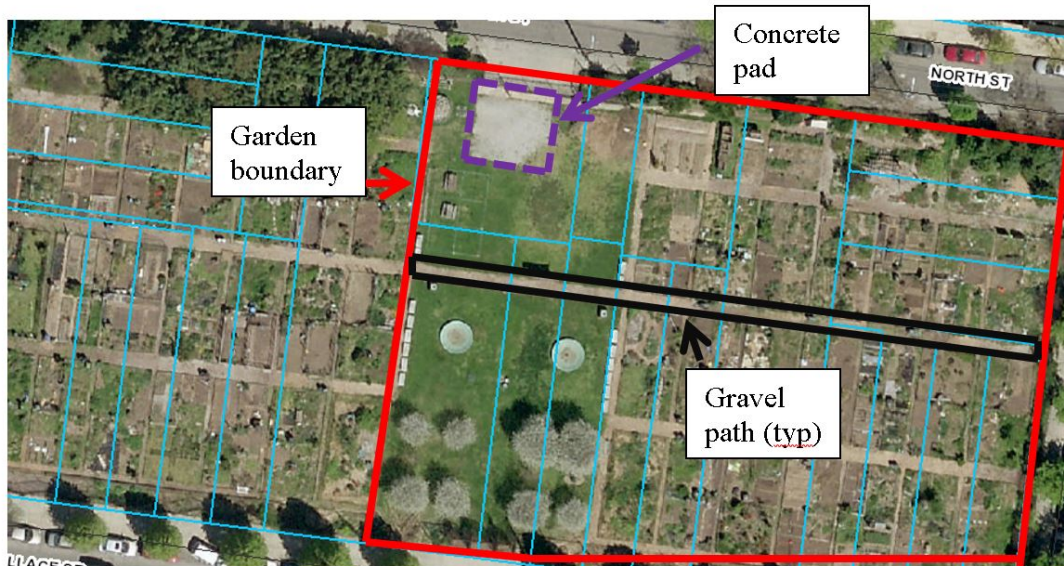 Concrete
pad
NORTH ST
Garden
boundary
Gravel
path (typ)